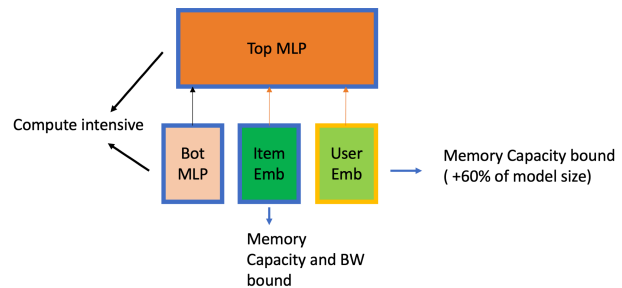 Top MLP
Compute intensive
Bot
MLP
Item
Emb
User
Emb
Memory Capacity bound
( +60% of model size)
Memory
Capacity and BW
bound